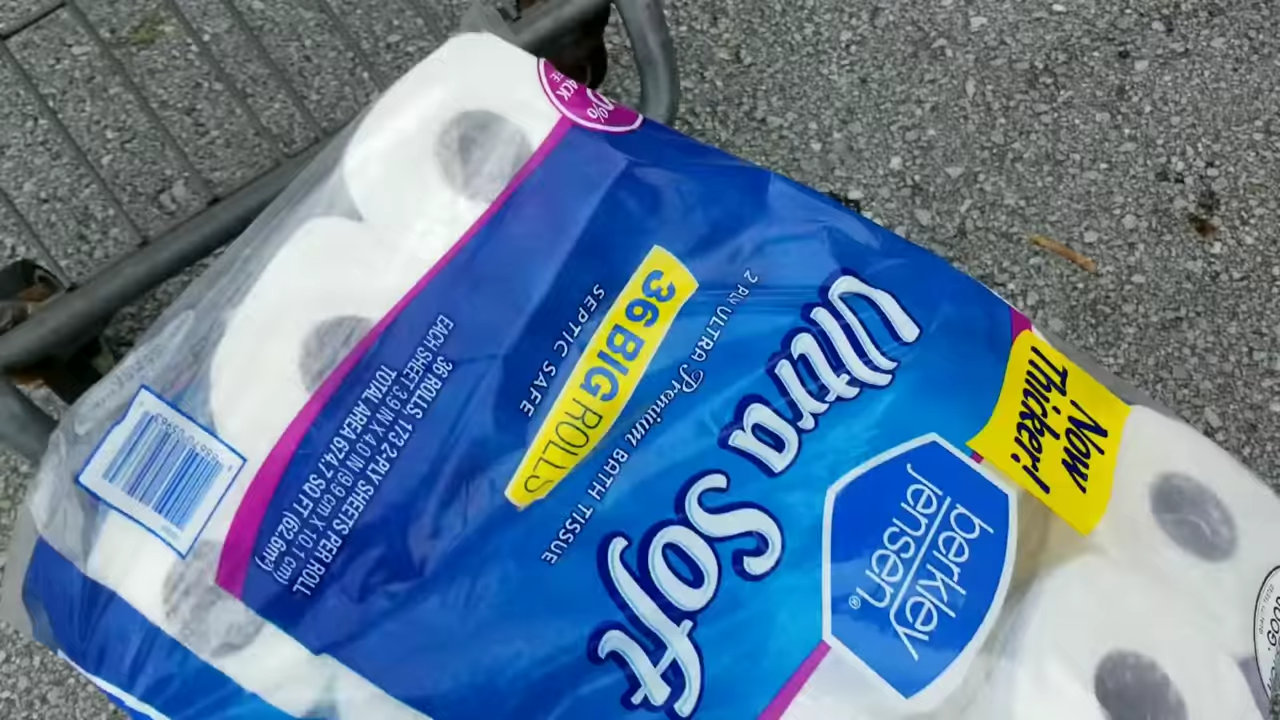 Now
Thicker!
berkley
jensen®
Ultra
Soft
2 PLY ULTRA Premium BATH TISSUE
36 BIG ROLLS
SEPTIC SAFE
36 ROLLS 173 2-PLY SHEETS PER ROLL
EACH SHEET 3.9 IN X 4.0 IN (9.9 cm X 10.1 cm)
TOTAL AREA 674.7 SQ FT (62.6m²)